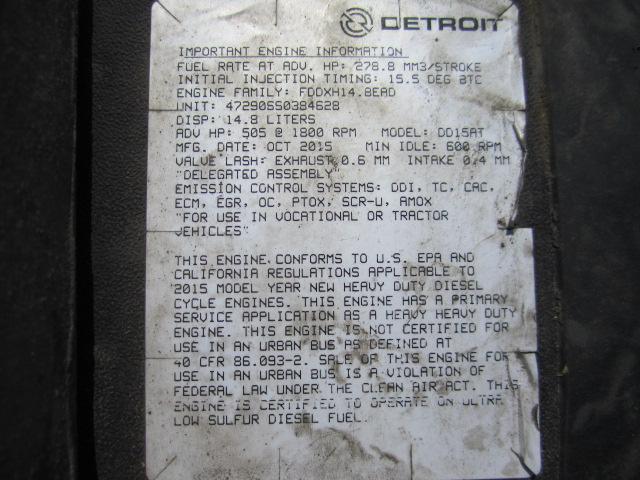 DETROIT
IMPORTANT ENGINE INFORMATION
FUEL RATE AT ADV. HP: 278.8 MM3/STROKE
INITIAL INJECTION TIMING: 15.5 DEG BTC
ENGINE FAMILY: FDDXH14.8EAD
UNIT: 472906S0384628
DISP: 14.8 LITERS
ADV HP: 505 @ 1800 RPM MODEL: DD15AT
MFG. DATE: OCT 2015 MIN IDLE: 600 RPM
VALVE LASH: EXHAUST 0.6 MM INTAKE 0.4 MM
"DELEGATED ASSEMBLY"
EMISSION CONTROL SYSTEMS: DDI, TC, CAC,
ECM, EGR, OC, PTOX, SCR-U, AMOX
"FOR USE IN VOCATIONAL OR TRACTOR
VEHICLES"
THIS ENGINE CONFORMS TO U.S. EPA AND
CALIFORNIA REGULATIONS APPLICABLE TO
2015 MODEL YEAR NEW HEAVY DUTY DIESEL
CYCLE ENGINES. THIS ENGINE HAS A PRIMARY
SERVICE APPLICATION AS A HEAVY HEAVY DUTY
ENGINE. THIS ENGINE IS NOT CERTIFIED FOR
USE IN AN URBAN BUS AS DEFINED AT
40 CFR 86.093-2. SALE OF THIS ENGINE FOR
USE IN AN URBAN BUS IS A VIOLATION OF
FEDERAL LAW UNDER THE CLEAN AIR ACT. THIS
ENGINE IS CERTIFIED TO OPERATE ON ULTRA
LOW SULFUR DIESEL FUEL.